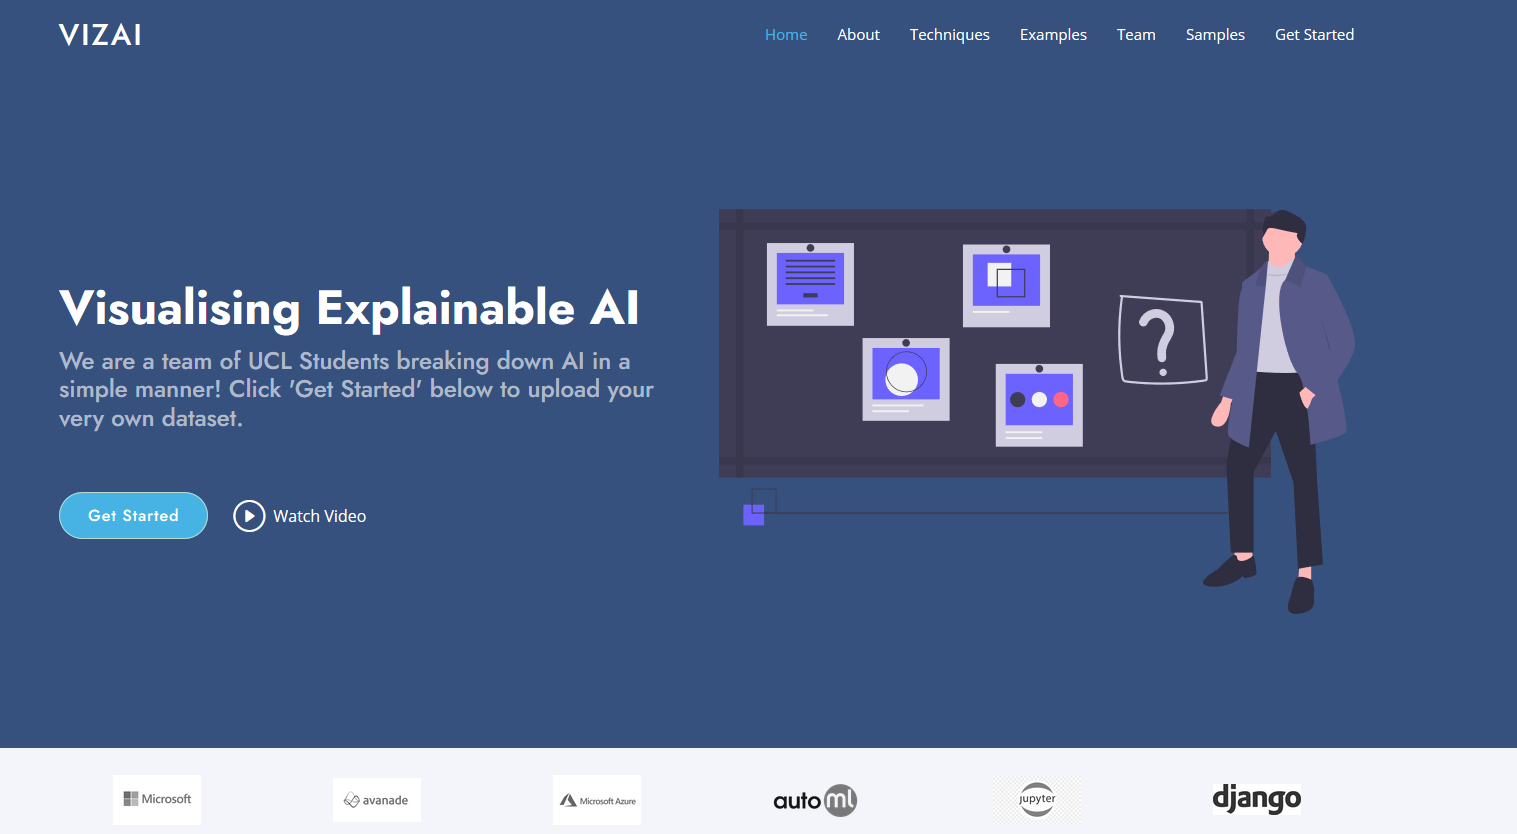 VIZAI
Home About Techniques Examples Team Samples Get Started
Visualising Explainable AI
We are a team of UCL Students breaking down AI in a
simple manner! Click 'Get Started' below to upload your
very own dataset.
Get Started
Watch Video
?
Microsoft
avanade
Microsoft Azure
auto ml
jupyter
django